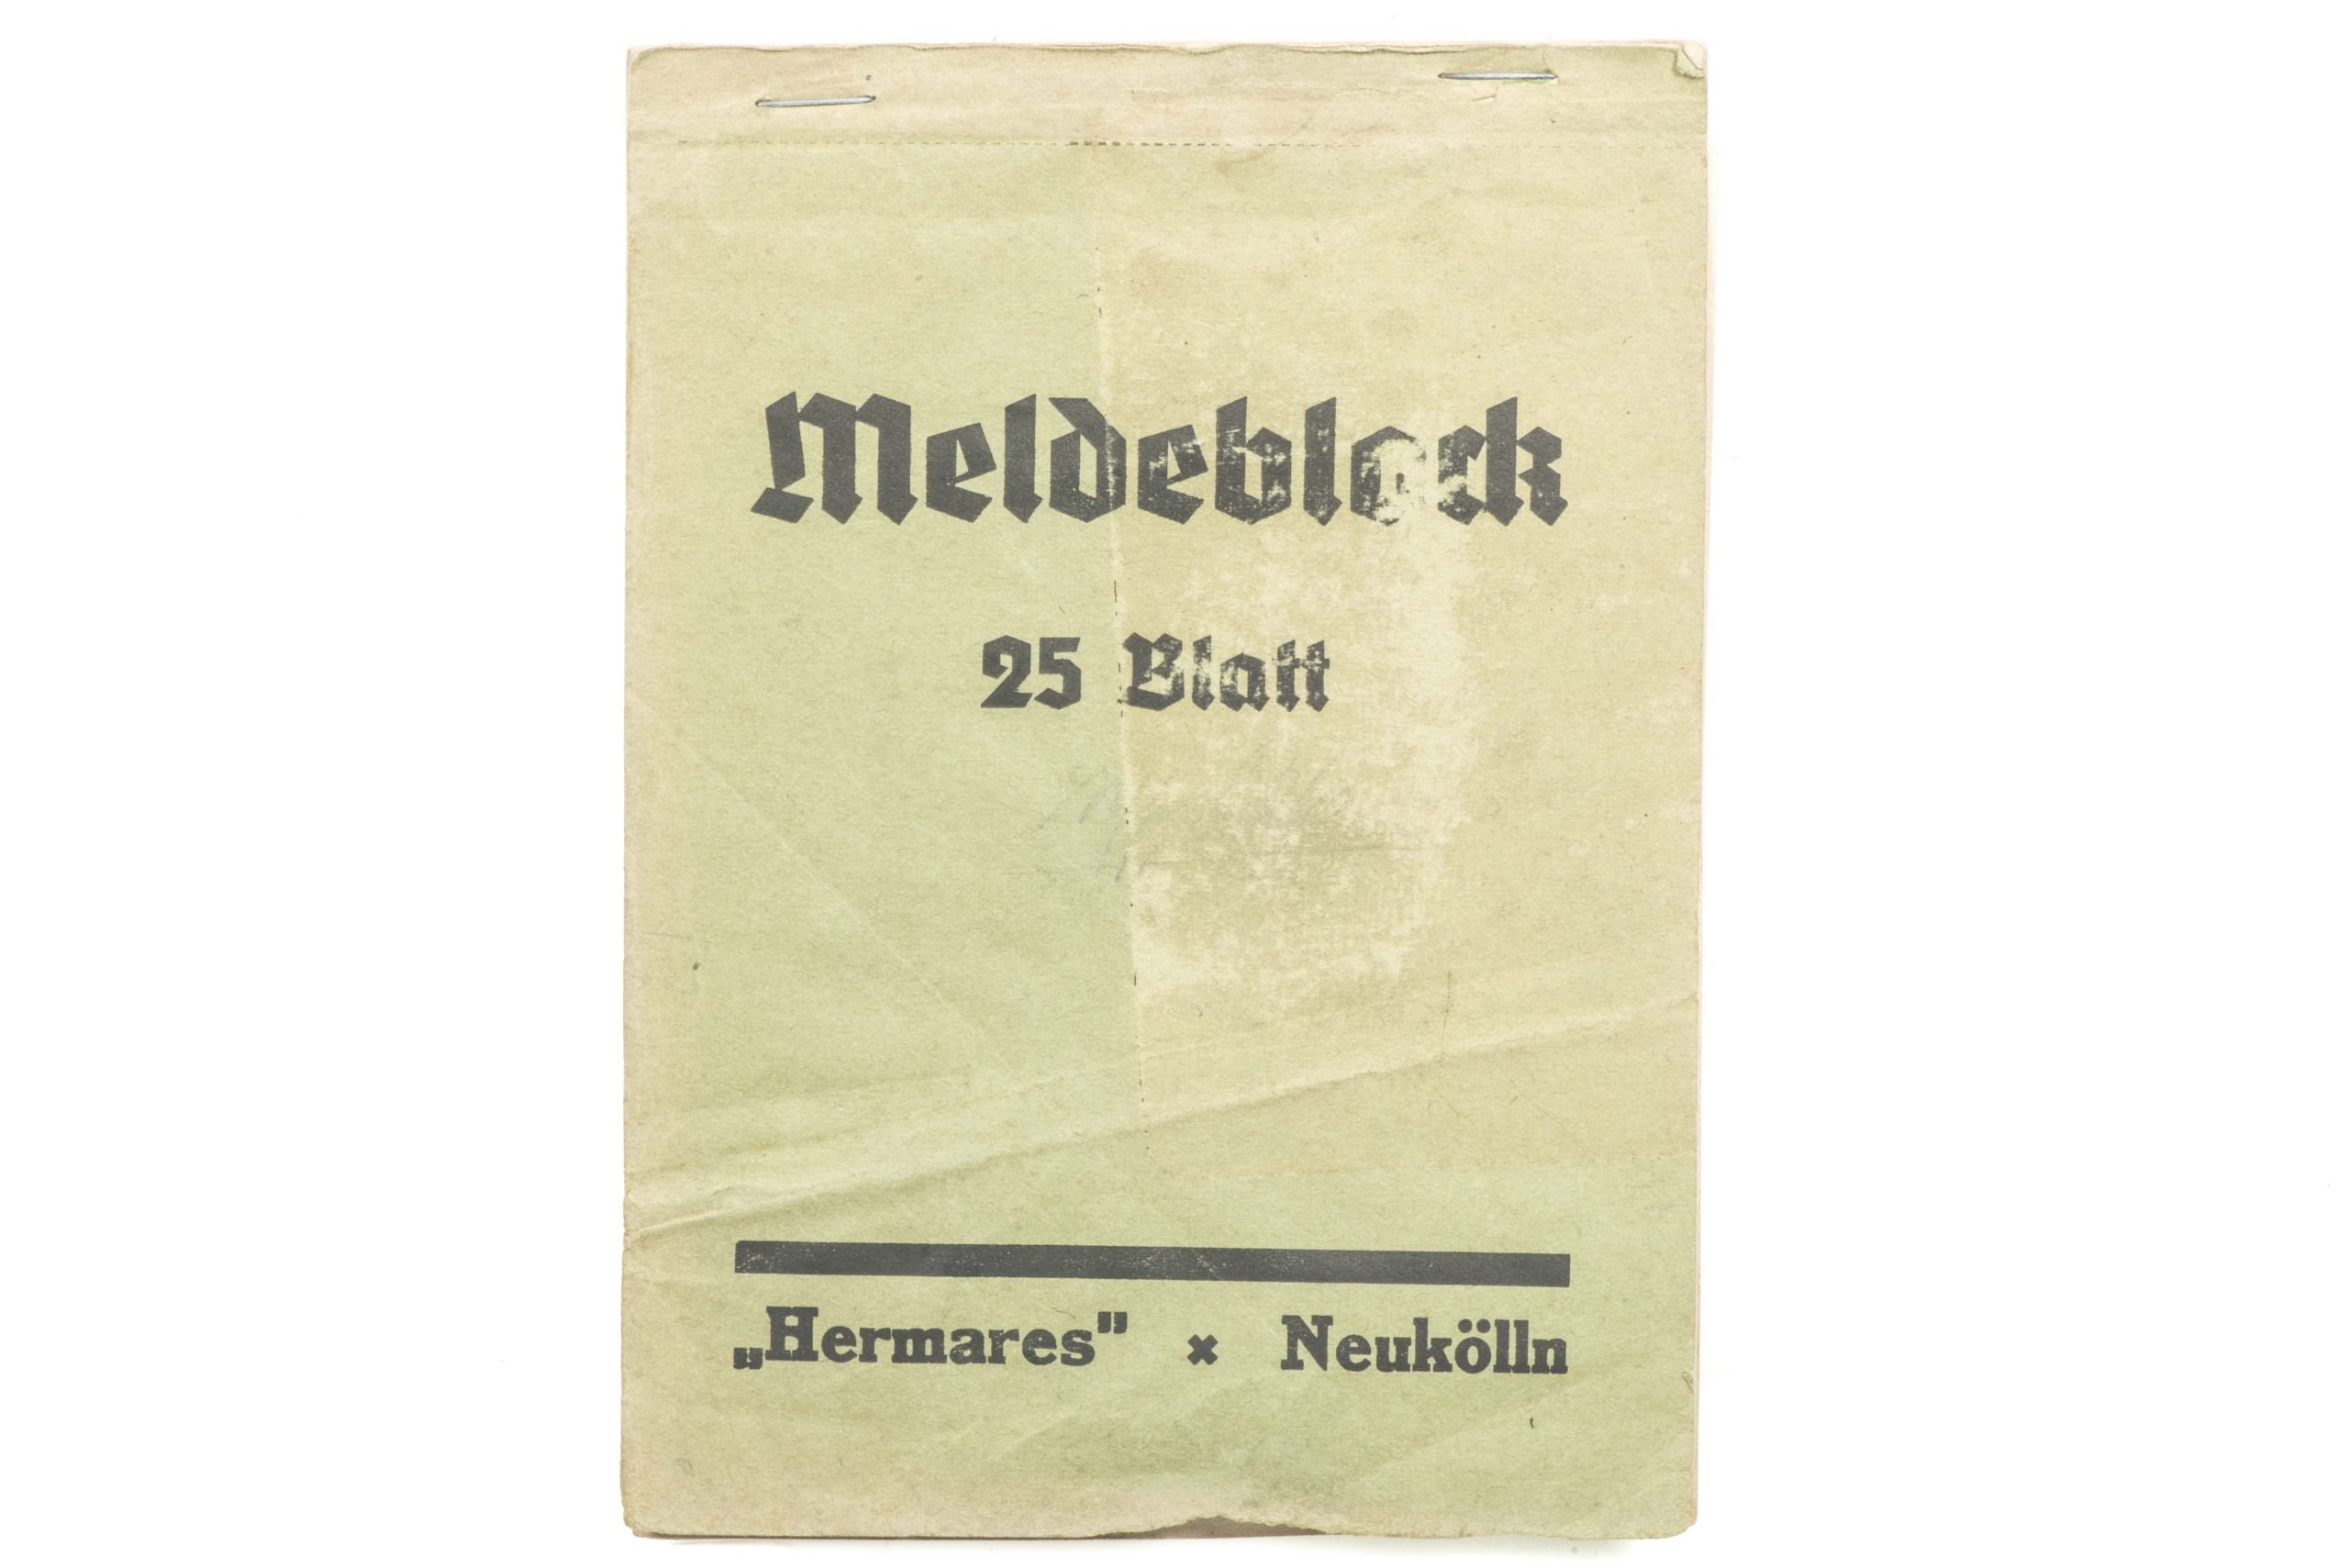 Meldeblock
25 Blatt
„Hermares” × Neukölln